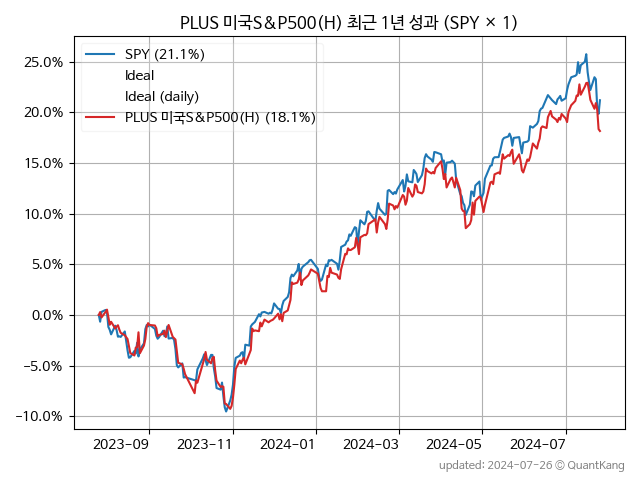 PLUS 미국S&P500(H) 최근 1년 성과 (SPY × 1)
SPY (21.1%)
Ideal
Ideal (daily)
PLUS 미국S&P500(H) (18.1%)
25.0%
20.0%
15.0%
10.0%
5.0%
0.0%
−5.0%
−10.0%
2023-09 2023-11 2024-01 2024-03 2024-05 2024-07
updated: 2024-07-26 © QuantKang